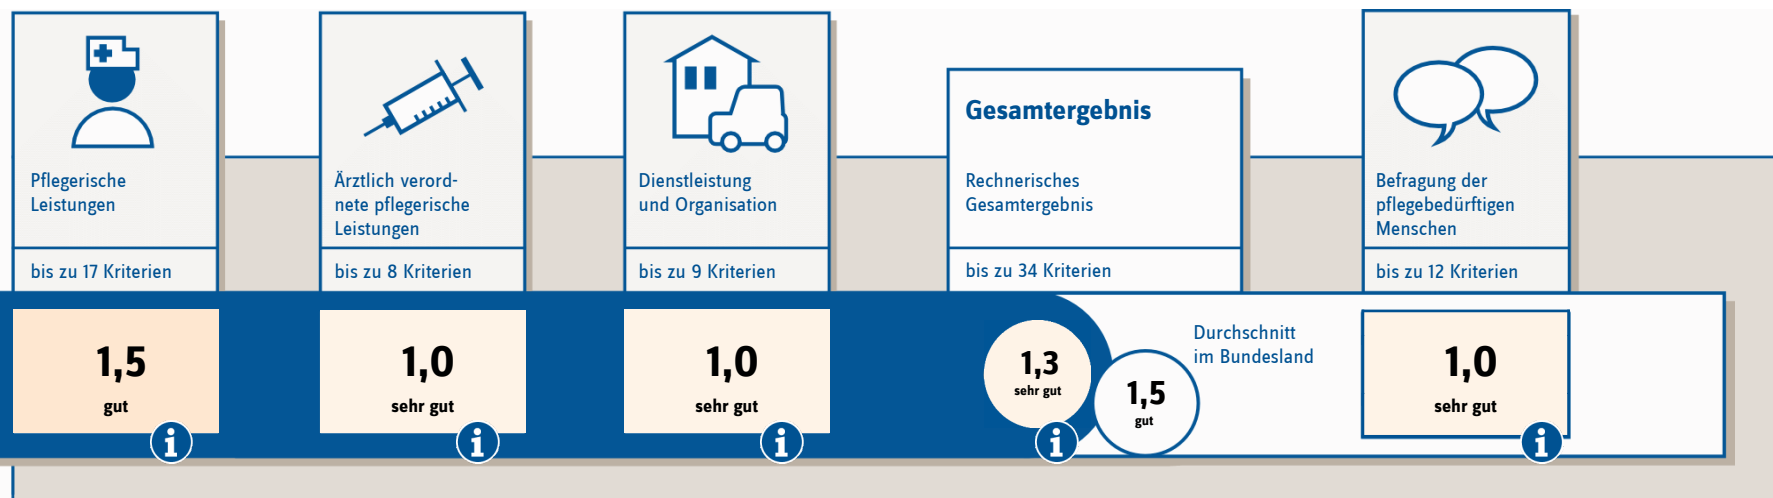 Pflegerische
Leistungen
bis zu 17 Kriterien
1,5
gut
Ärztlich verord-
nete pflegerische
Leistungen
bis zu 8 Kriterien
1,0
sehr gut
Dienstleistung
und Organisation
bis zu 9 Kriterien
1,0
sehr gut
Gesamtergebnis
Rechnerisches
Gesamtergebnis
bis zu 34 Kriterien
1,3
sehr gut
1,5
gut
Durchschnitt
im Bundesland
Befragung der
pflegebedürftigen
Menschen
bis zu 12 Kriterien
1,0
sehr gut